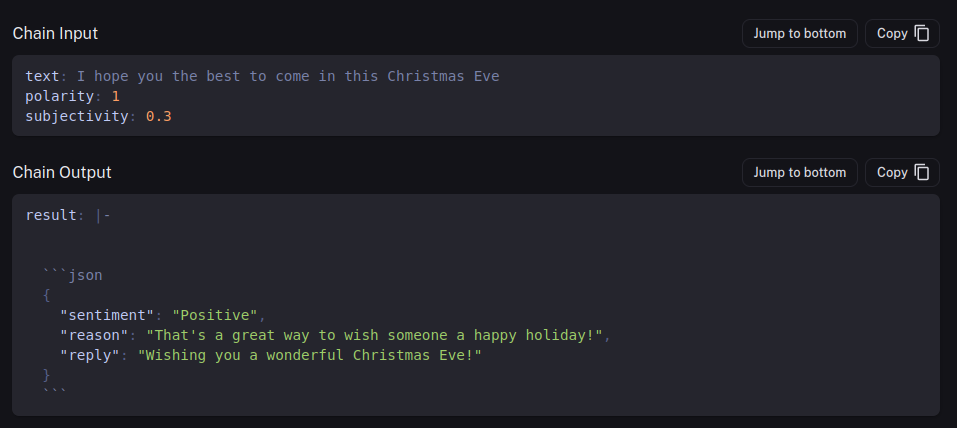 Chain Input
Jump to bottom
Copy
text: I hope you the best to come in this Christmas Eve
polarity: 1
subjectivity: 0.3
Chain Output
Jump to bottom
Copy
result: |-
```json
{
"sentiment": "Positive",
"reason": "That's a great way to wish someone a happy holiday!",
"reply": "Wishing you a wonderful Christmas Eve!"
}
```